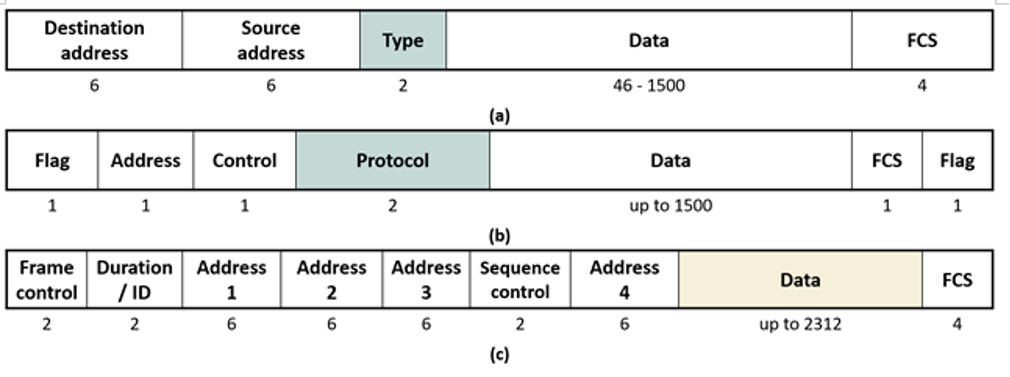 Destination address
Source address
Type
Data
FCS
6
6
2
46 - 1500
4
(a)
Flag
Address
Control
Protocol
Data
FCS
Flag
1
1
1
2
up to 1500
1
1
(b)
Frame control
Duration / ID
Address 1
Address 2
Address 3
Sequence control
Address 4
Data
FCS
2
2
6
6
6
2
6
up to 2312
4
(c)